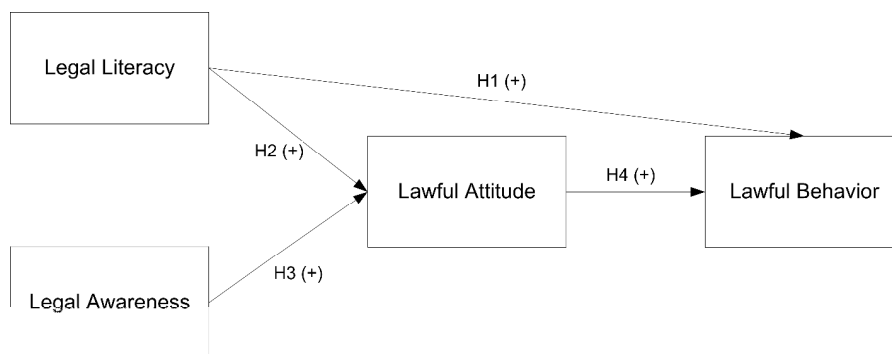 Legal Literacy
H1 (+)
H2 (+)
Lawful Attitude
H4 (+)
Lawful Behavior
H3 (+)
Legal Awareness